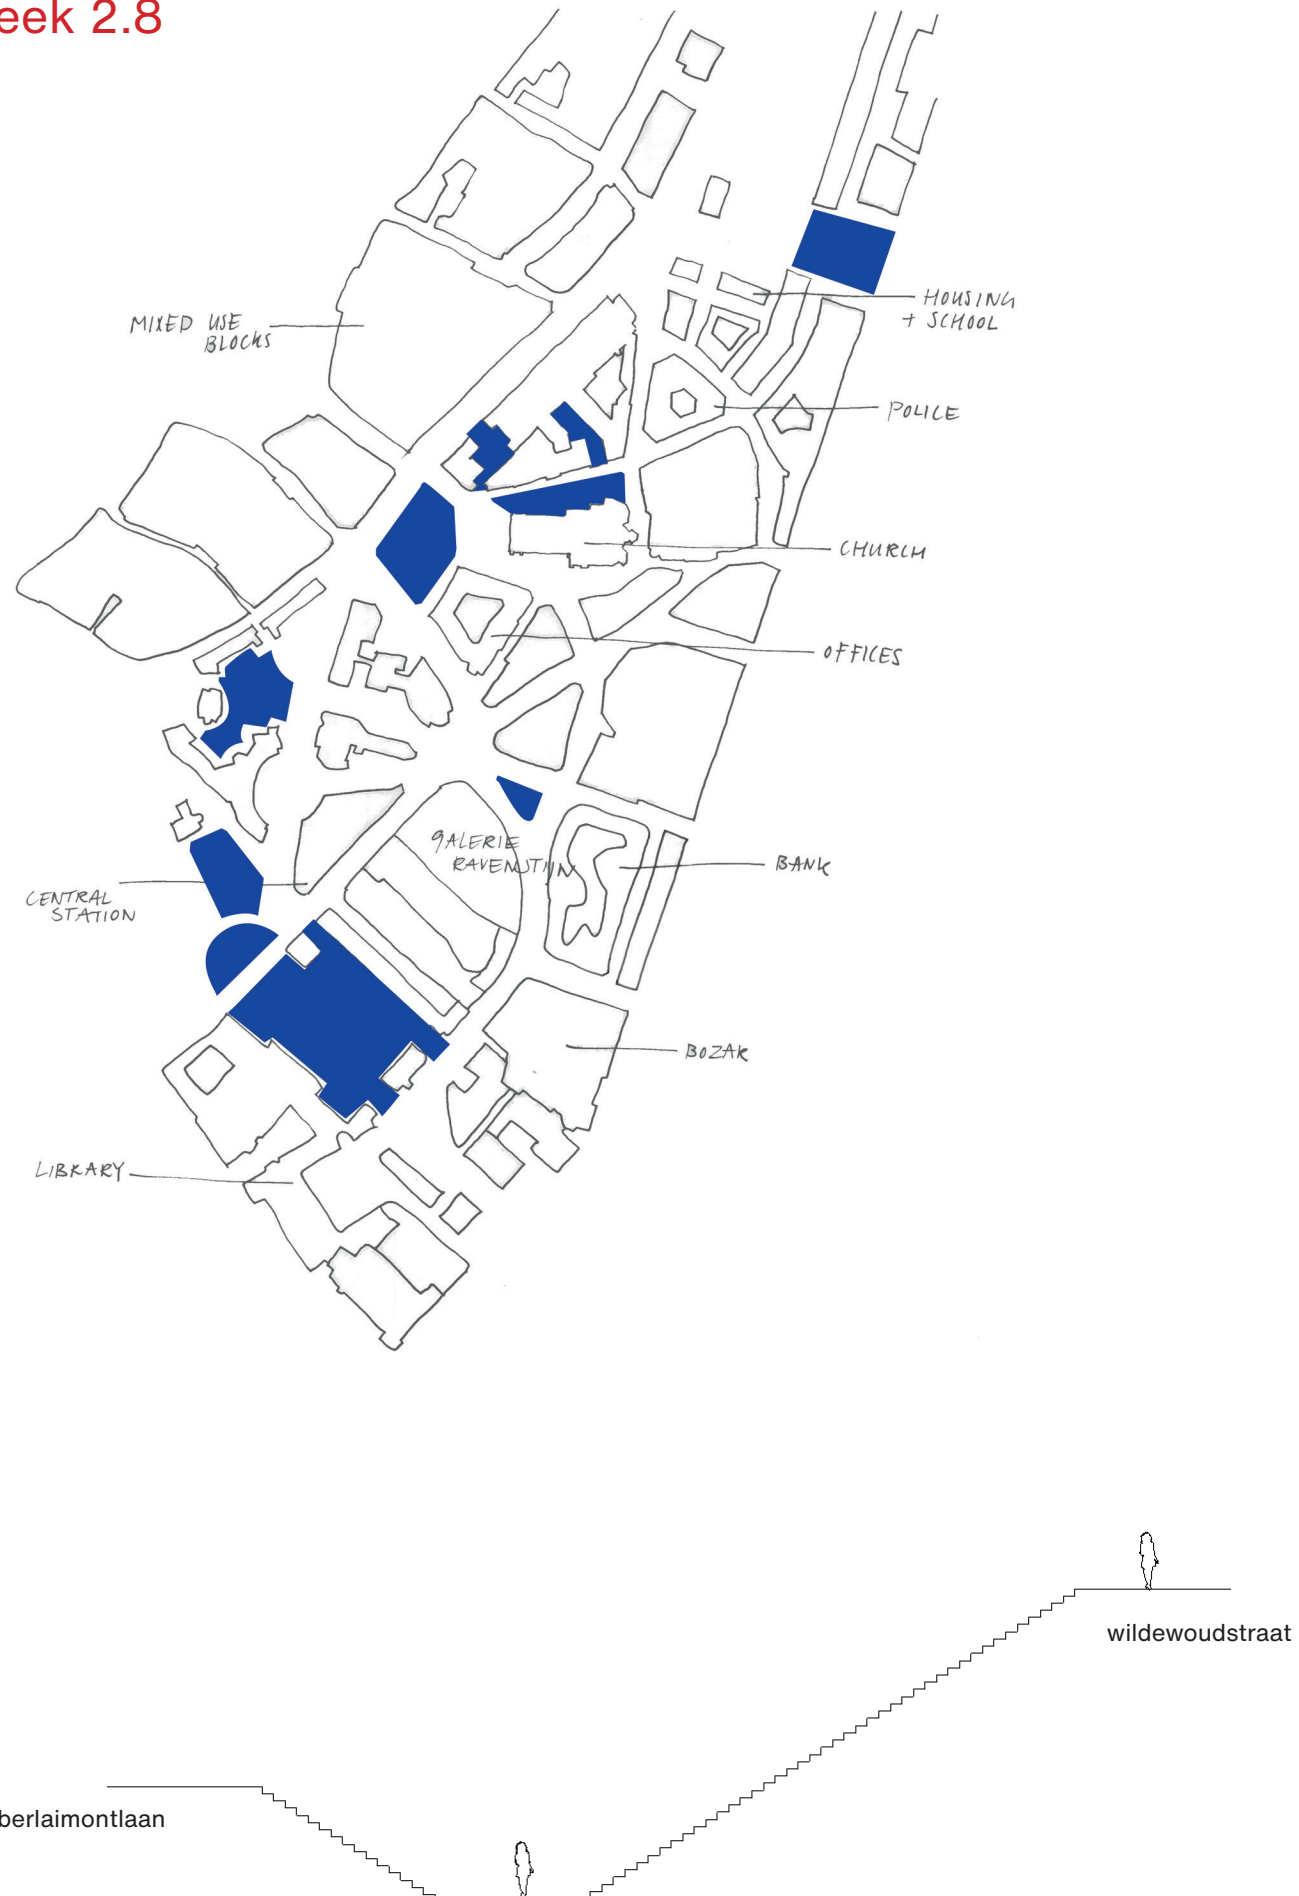 eek 2.8
HOUSING
+ SCHOOL
MIXED USE
BLOCKS
POLICE
CHURCH
OFFICES
GALERIE
RAVENSTIJN
BANK
CENTRAL
STATION
BOZAR
LIBRARY
wildewoudstraat
berlaimontlaan